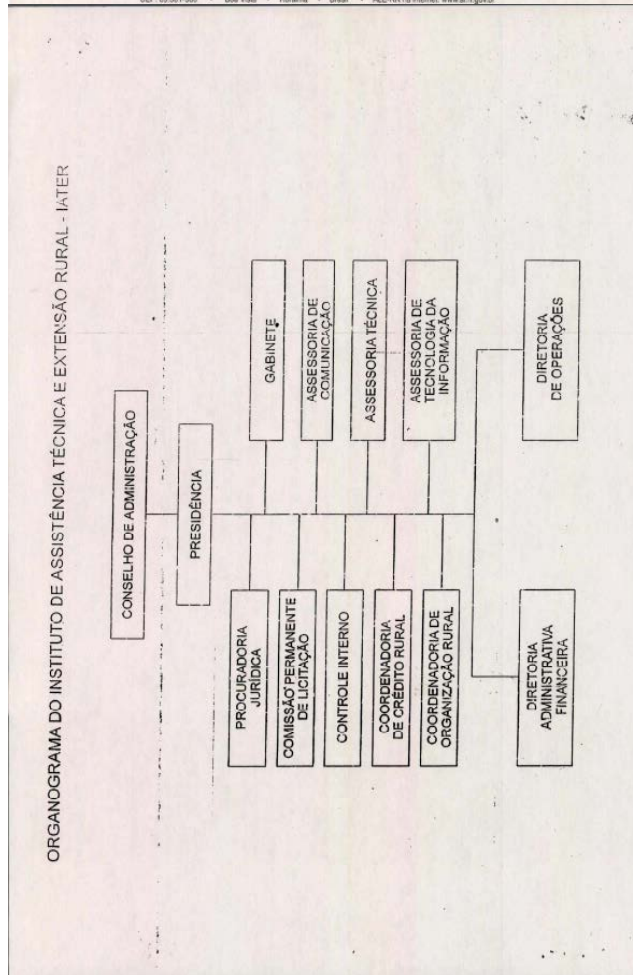 ORGANOGRAMA DO INSTITUTO DE ASSISTÊNCIA TÉCNICA E EXTENSÃO RURAL - IATER
CONSELHO DE ADMINISTRAÇÃO
PRESIDÊNCIA
PROCURADORIA
JURÍDICA
GABINETE
COMISSÃO PERMANENTE
DE LICITAÇÃO
ASSESSORIA DE
COMUNICAÇÃO
CONTROLE INTERNO
ASSESSORIA TÉCNICA
COORDENADORIA
DE CRÉDITO RURAL
ASSESSORIA DE
TECNOLOGIA DA
INFORMAÇÃO
COORDENADORIA DE
ORGANIZAÇÃO RURAL
DIRETORIA
ADMINISTRATIVA
FINANCEIRA
DIRETORIA
DE OPERAÇÕES